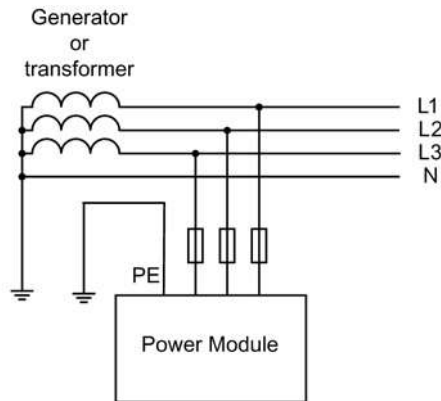 Generator
or
transformer
L1
L2
L3
N
PE
Power Module